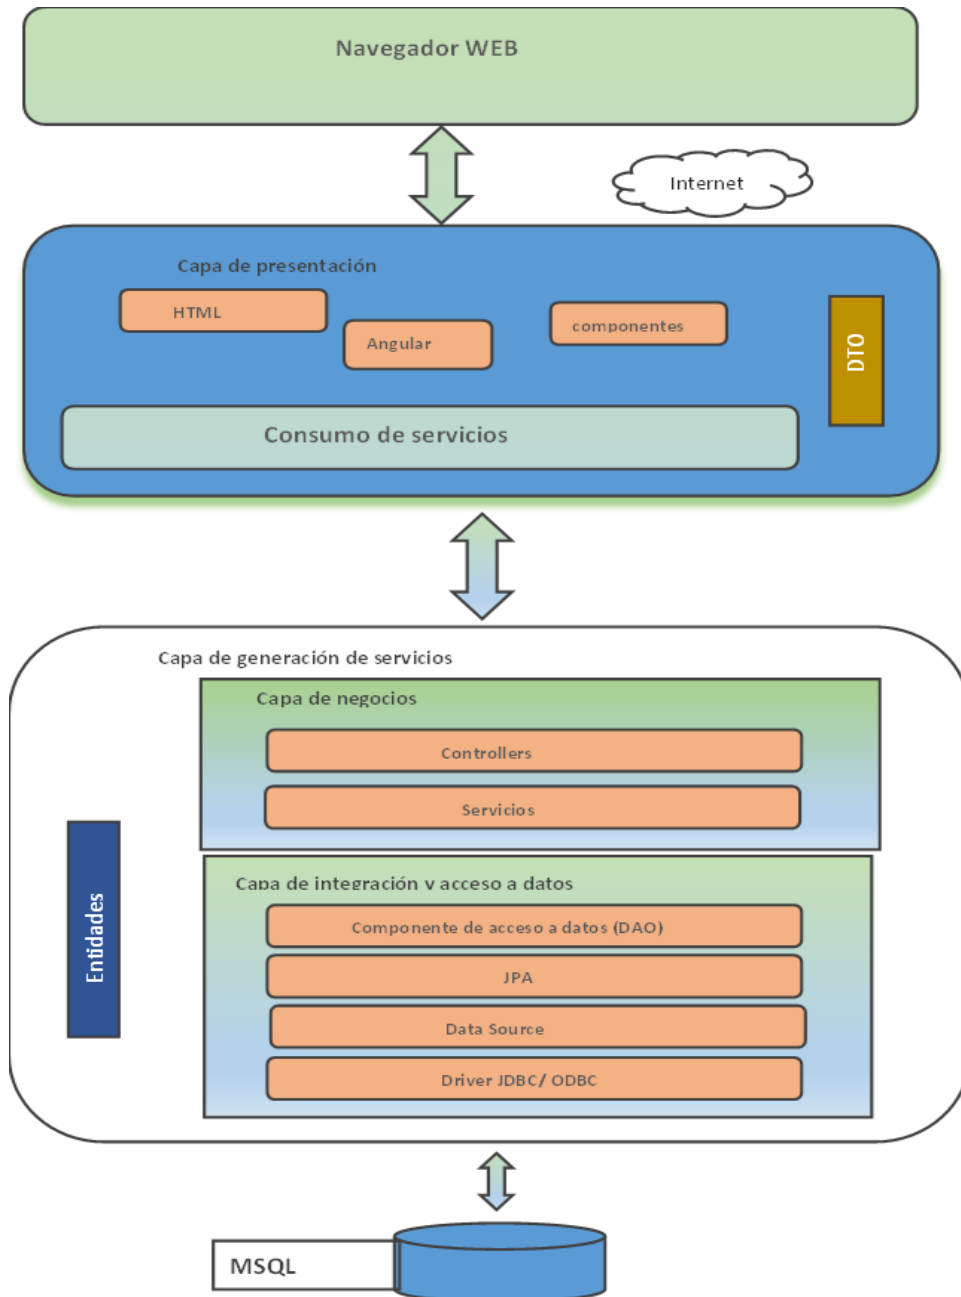 Navegador WEB
Internet
Capa de presentación
HTML
Angular
componentes
DTO
Consumo de servicios
Capa de generación de servicios
Capa de negocios
Controllers
Servicios
Entidades
Capa de integración y acceso a datos
Componente de acceso a datos (DAO)
JPA
Data Source
Driver JDBC/ ODBC
MSQL